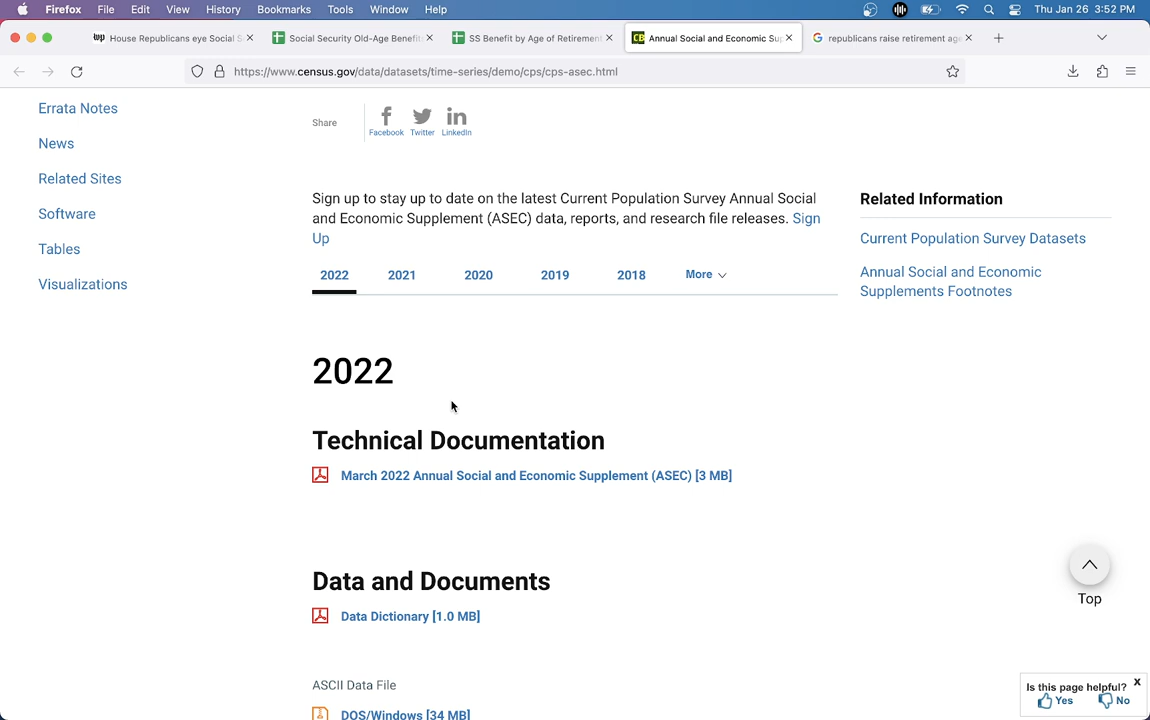 Firefox File Edit View History Bookmarks Tools Window Help Thu Jan 26 3:52 PM
wp House Republicans eye Social S Social Security Old-Age Benefit SS Benefit by Age of Retirement CB Annual Social and Economic Sup G republicans raise retirement age
https://www.census.gov/data/datasets/time-series/demo/cps/cps-asec.html
Errata Notes
News
Related Sites
Software
Tables
Visualizations
Share
Facebook Twitter LinkedIn
Sign up to stay up to date on the latest Current Population Survey Annual Social
and Economic Supplement (ASEC) data, reports, and research file releases. Sign
Up
2022 2021 2020 2019 2018 More
2022
Technical Documentation
March 2022 Annual Social and Economic Supplement (ASEC) [3 MB]
Data and Documents
Data Dictionary [1.0 MB]
ASCII Data File
DOS/Windows [34 MB]
Related Information
Current Population Survey Datasets
Annual Social and Economic
Supplements Footnotes
Top
Is this page helpful? x
Yes No